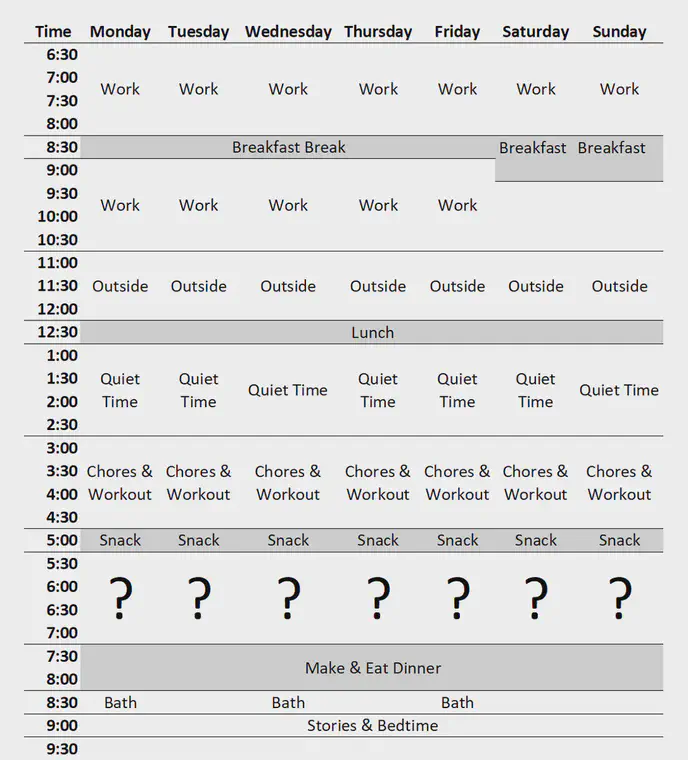 Time Monday Tuesday Wednesday Thursday Friday Saturday Sunday
6:30
7:00
Work Work Work Work Work Work Work
7:30
8:00
8:30 Breakfast Break Breakfast Breakfast
9:00
9:30
Work Work Work Work Work
10:00
10:30
11:00
11:30 Outside Outside Outside Outside Outside Outside Outside
12:00
12:30 Lunch
1:00
1:30 Quiet Quiet Quiet Quiet Quiet
Quiet Time Quiet Time
2:00 Time Time Time Time Time
2:30
3:00
3:30 Chores & Chores & Chores & Chores & Chores & Chores & Chores &
4:00 Workout Workout Workout Workout Workout Workout Workout
4:30
5:00 Snack Snack Snack Snack Snack Snack Snack
5:30
6:00
? ? ? ? ? ? ?
6:30
7:00
7:30
Make & Eat Dinner
8:00
8:30 Bath Bath Bath
9:00 Stories & Bedtime
9:30